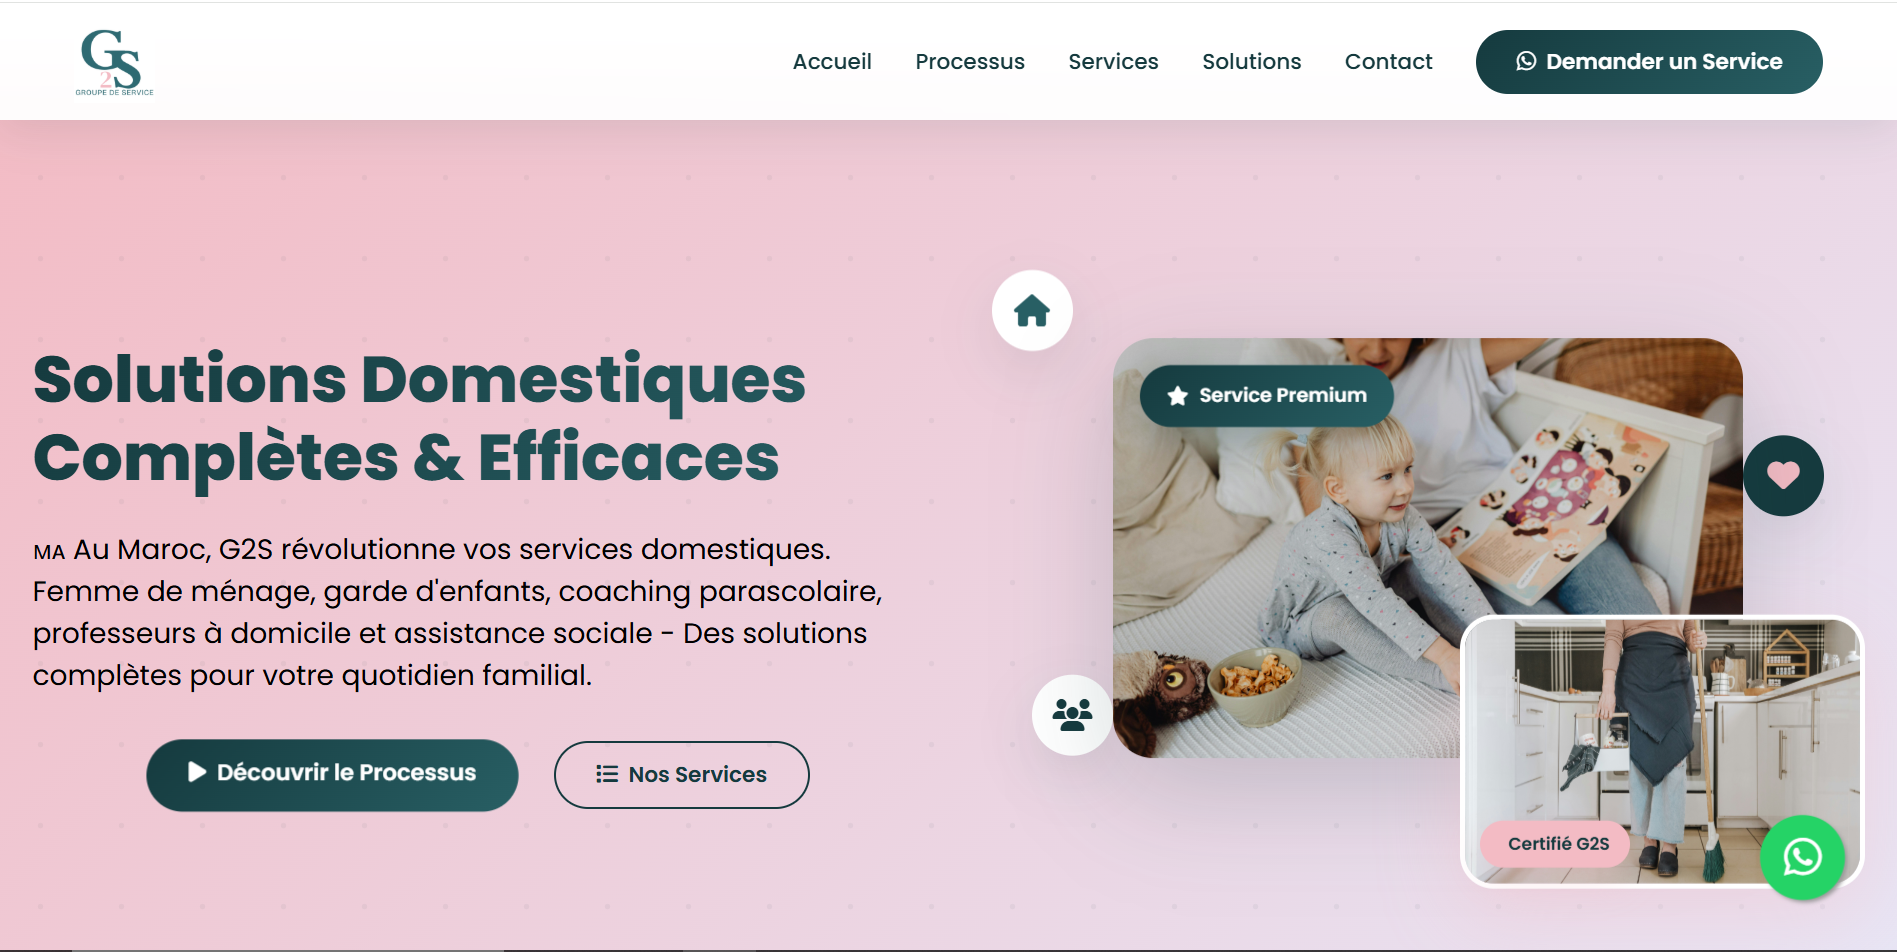 G2S
GROUPE DE SERVICE
Accueil
Processus
Services
Solutions
Contact
Demander un Service
Solutions Domestiques
Complètes & Efficaces
MA Au Maroc, G2S révolutionne vos services domestiques.
Femme de ménage, garde d'enfants, coaching parascolaire,
professeurs à domicile et assistance sociale - Des solutions
complètes pour votre quotidien familial.
Découvrir le Processus
Nos Services
Service Premium
Certifié G2S